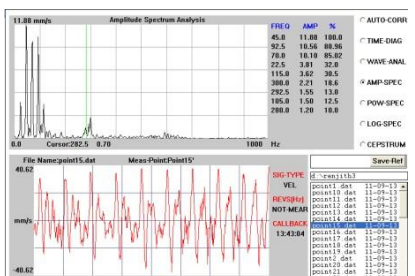 11.88 mm/s Amplitude Spectrum Analysis
FREQ AMP %
45.0 11.88 100.0
92.5 10.56 88.96
70.0 10.10 85.02
22.5 3.81 32.0
115.0 3.62 30.5
300.0 2.21 18.6
292.5 1.55 13.0
105.0 1.50 12.5
280.0 1.20 10.0
0.0 Cursor:282.5 0.70 1000 Hz
AUTO-CORR
TIME-DIAG
WAVE-ANAL
AMP-SPEC
POW-SPEC
LOG-SPEC
CEPSTRUM
File Name:point15.dat Meas-Point:Point15'
40.62
mm/s
-40.62
SIG-TYPE
VEL
REVS(Hz)
NOT-MEAR
CALLBACK
13:43:04
Save-Ref
d:\ranjith3
point1.dat 11-09-13
point10.dat 11-09-13
point11.dat 11-09-13
point12.dat 11-09-13
point13.dat 11-09-13
point14.dat 11-09-13
point15.dat 11-09-13
point16.dat 11-09-13
point17.dat 11-09-13
point18.dat 11-09-13
point19.dat 11-09-13
point2.dat 11-09-13
point20.dat 11-09-13
point21.dat 11-09-13